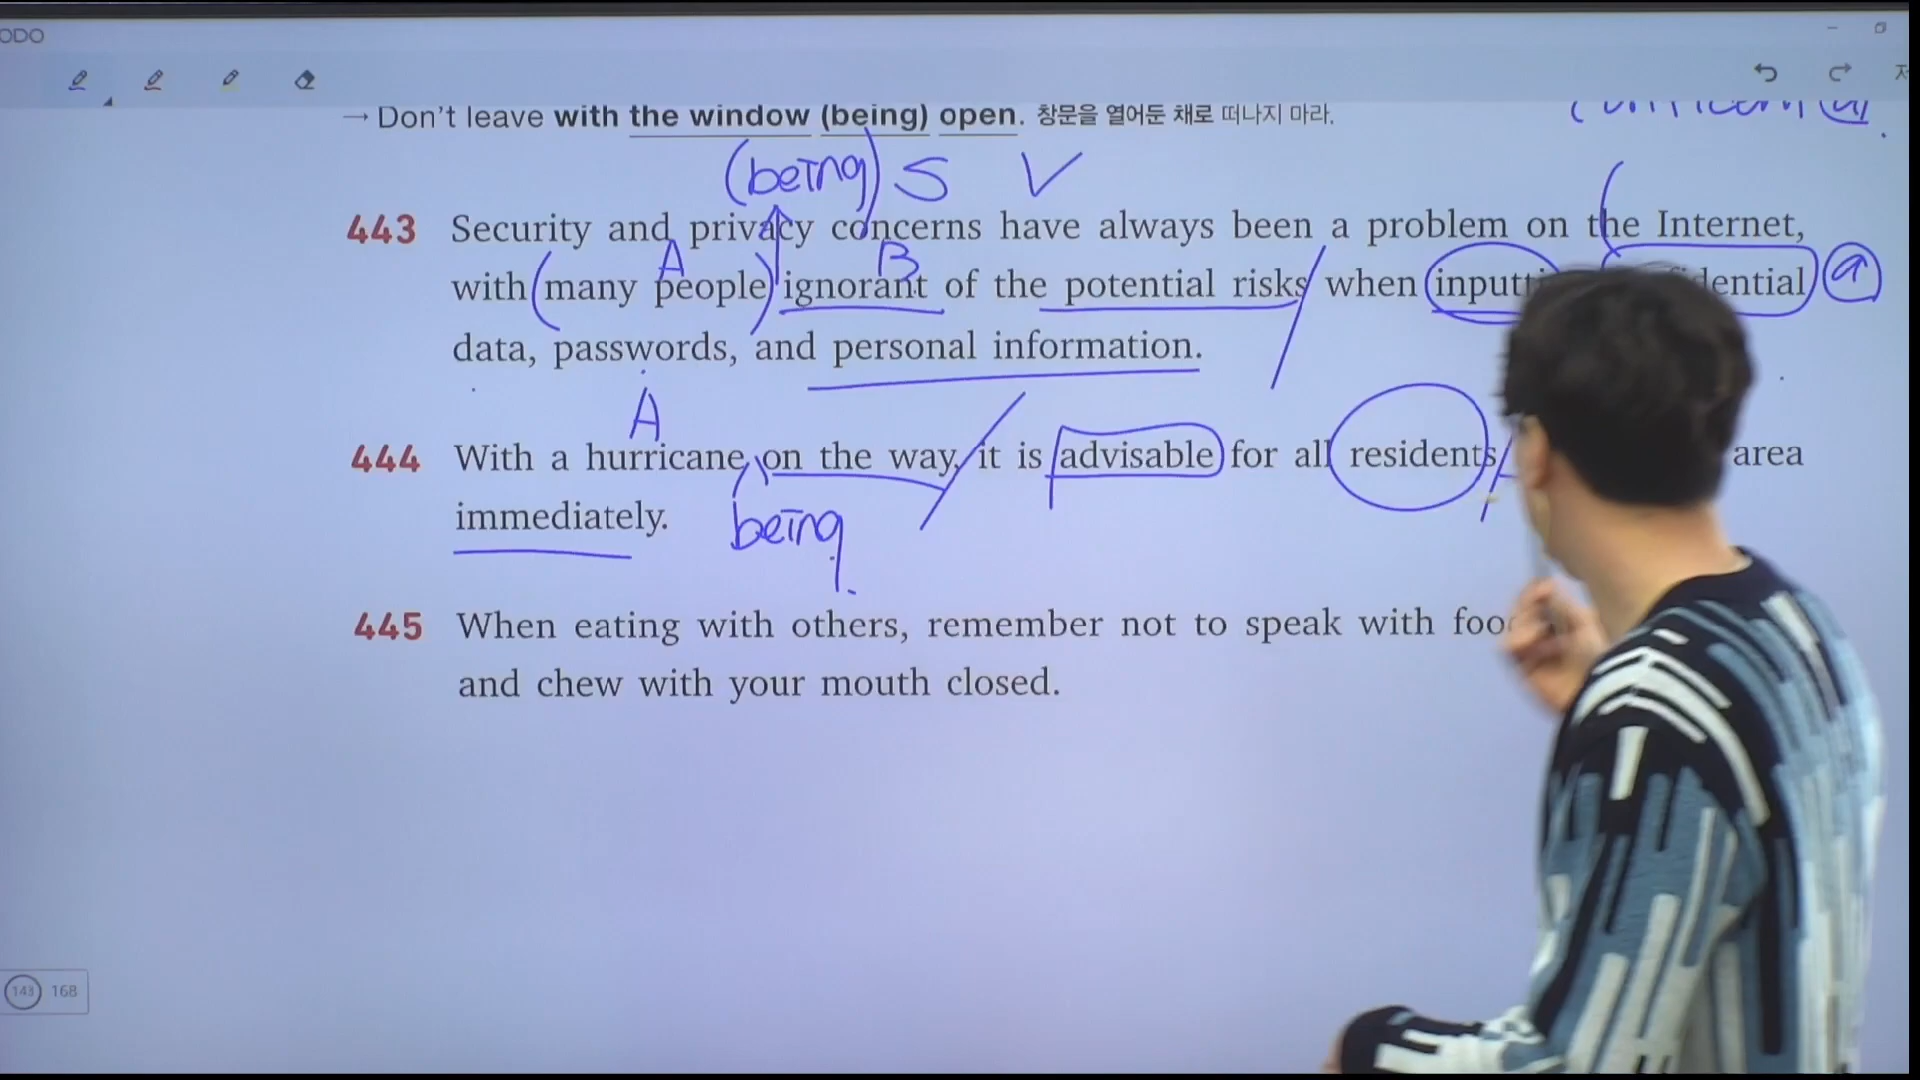 ODO
→ Don't leave with the window (being) open. 창문을 열어둔 채로 떠나지 마라.
(being) S V
443 Security and privacy concerns have always been a problem on the Internet,
A B
with many people ignorant of the potential risks when inputti dential a
data, passwords, and personal information.
A
444 With a hurricane on the way, it is advisable for all residents area
immediately. being
445 When eating with others, remember not to speak with foo
and chew with your mouth closed.
143 168